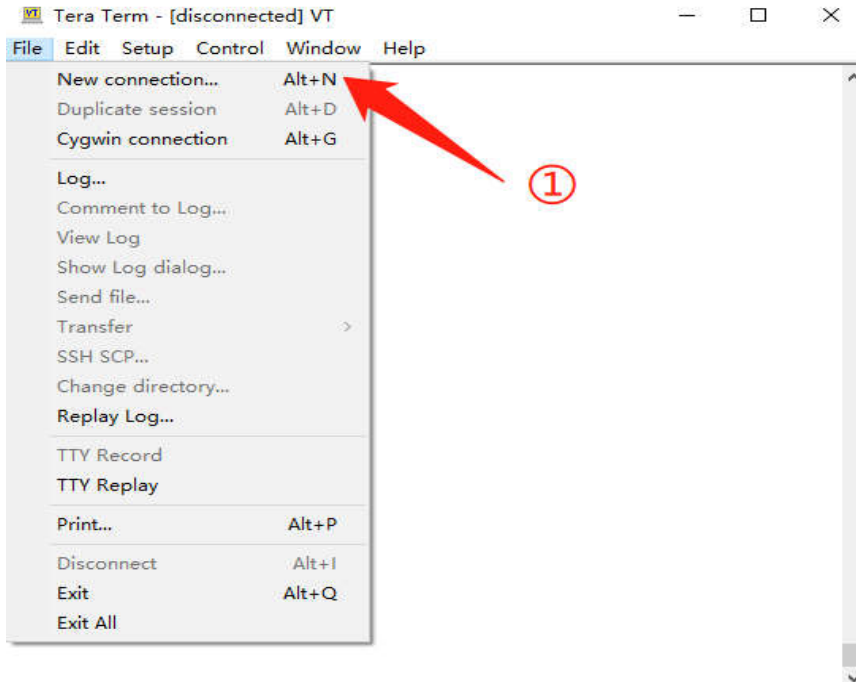 Tera Term - [disconnected] VT
File Edit Setup Control Window Help
New connection... Alt+N
Duplicate session Alt+D
Cygwin connection Alt+G
Log...
Comment to Log...
View Log
Show Log dialog...
Send file...
Transfer >
SSH SCP...
Change directory...
Replay Log...
TTY Record
TTY Replay
Print... Alt+P
Disconnect Alt+I
Exit Alt+Q
Exit All
①